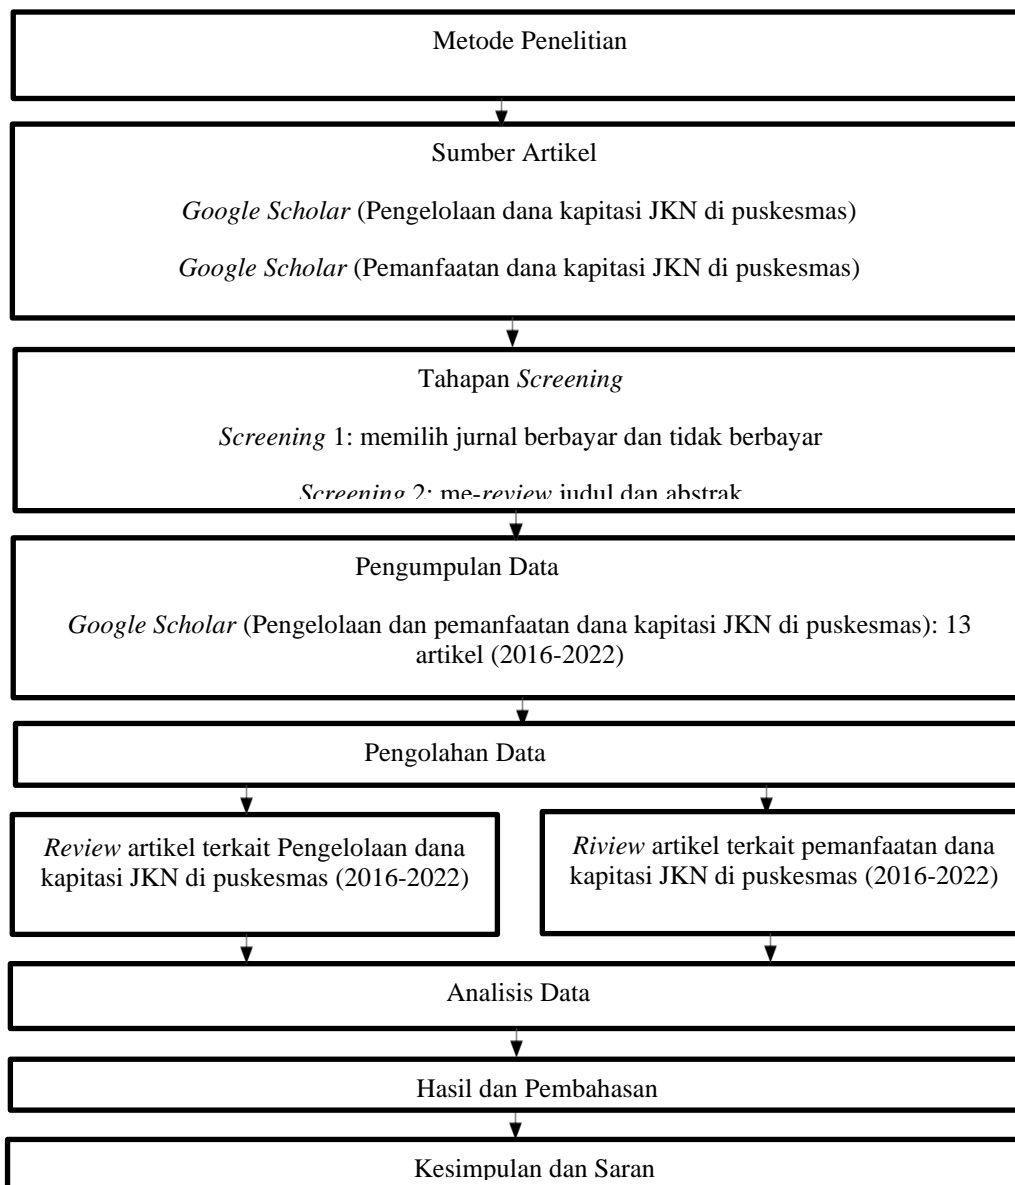 Metode Penelitian
Sumber Artikel
Google Scholar (Pengelolaan dana kapitasi JKN di puskesmas)
Google Scholar (Pemanfaatan dana kapitasi JKN di puskesmas)
Tahapan Screening
Screening 1: memilih jurnal berbayar dan tidak berbayar
Screening 2: me-review judul dan abstrak
Pengumpulan Data
Google Scholar (Pengelolaan dan pemanfaatan dana kapitasi JKN di puskesmas): 13
artikel (2016-2022)
Pengolahan Data
Review artikel terkait Pengelolaan dana
kapitasi JKN di puskesmas (2016-2022)
Riview artikel terkait pemanfaatan dana
kapitasi JKN di puskesmas (2016-2022)
Analisis Data
Hasil dan Pembahasan
Kesimpulan dan Saran